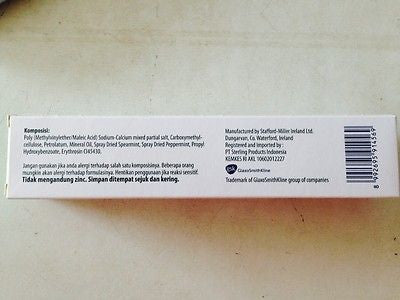 Komposisi:
Poly (Methylvinylether/Maleic Acid) Sodium-Calcium mixed partial salt, Carboxymethyl-
cellulose, Petrolatum, Mineral Oil, Spray Dried Spearmint, Spray Dried Peppermint, Propyl
Hydroxybenzoate, Erythrosin CI45430.
Jangan gunakan jika anda alergi terhadap salah satu komposisinya. Beberapa orang
mungkin alergi terhadap formulasinya. Hentikan penggunaan jika reaksi sensitif.
Tidak mengandung zinc. Simpan ditempat sejuk dan kering.
Manufactured by Stafford-Miller Ireland Ltd.
Dungarvan, Co. Waterford, Ireland
Registered and imported by :
PT Sterling Products Indonesia
KEMKES RI AKL 10602012227
gsk GlaxoSmithKline
Trademark of GlaxoSmithKline group of companies
8 992695 914569